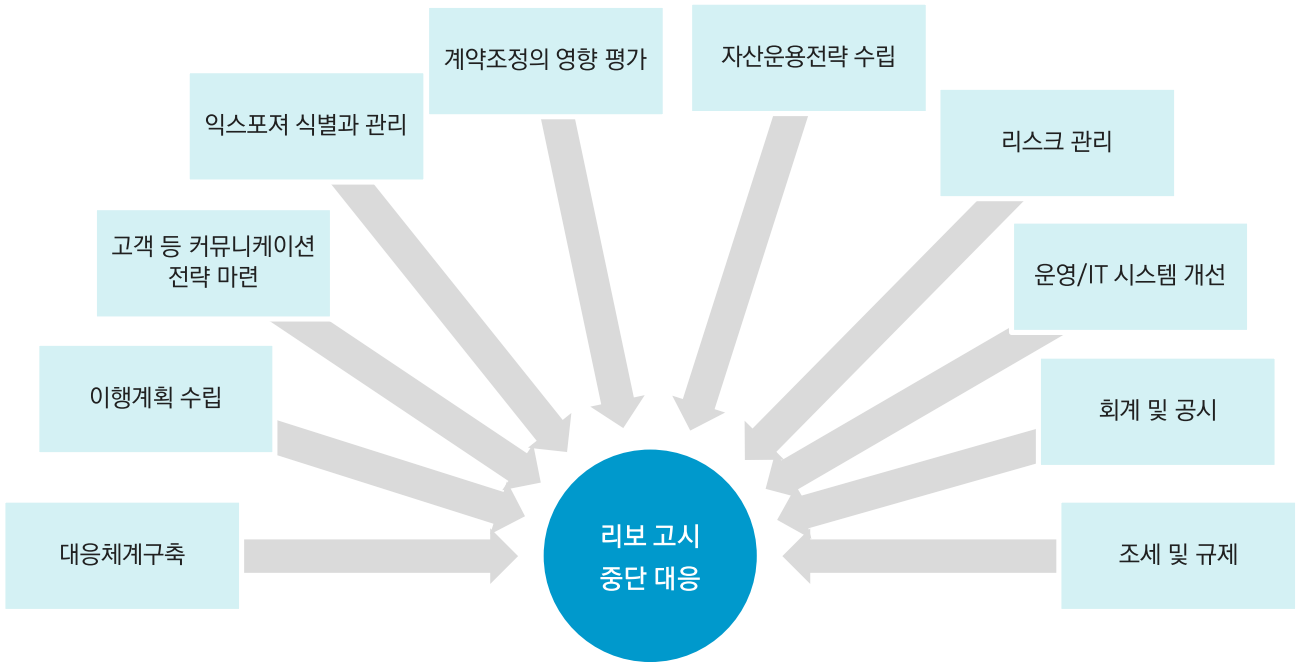 계약조정의 영향 평가
자산운용전략 수립
익스포져 식별과 관리
리스크 관리
고객 등 커뮤니케이션
전략 마련
운영/IT 시스템 개선
이행계획 수립
회계 및 공시
대응체계구축
리보 고시
중단 대응
조세 및 규제